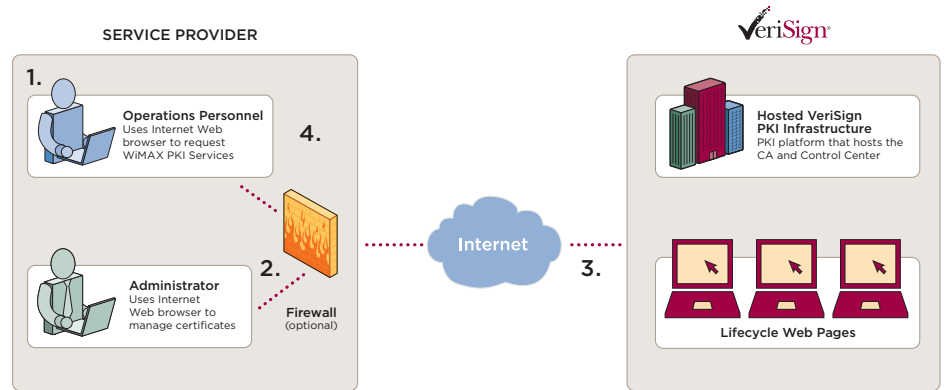 SERVICE PROVIDER
VeriSign®
1.
Operations Personnel
Uses Internet Web
browser to request
WiMAX PKI Services
4.
Hosted VeriSign
PKI Infrastructure
PKI platform that hosts the
CA and Control Center
Internet
2.
3.
Administrator
Uses Internet
Web browser to
manage certificates
Firewall
(optional)
Lifecycle Web Pages